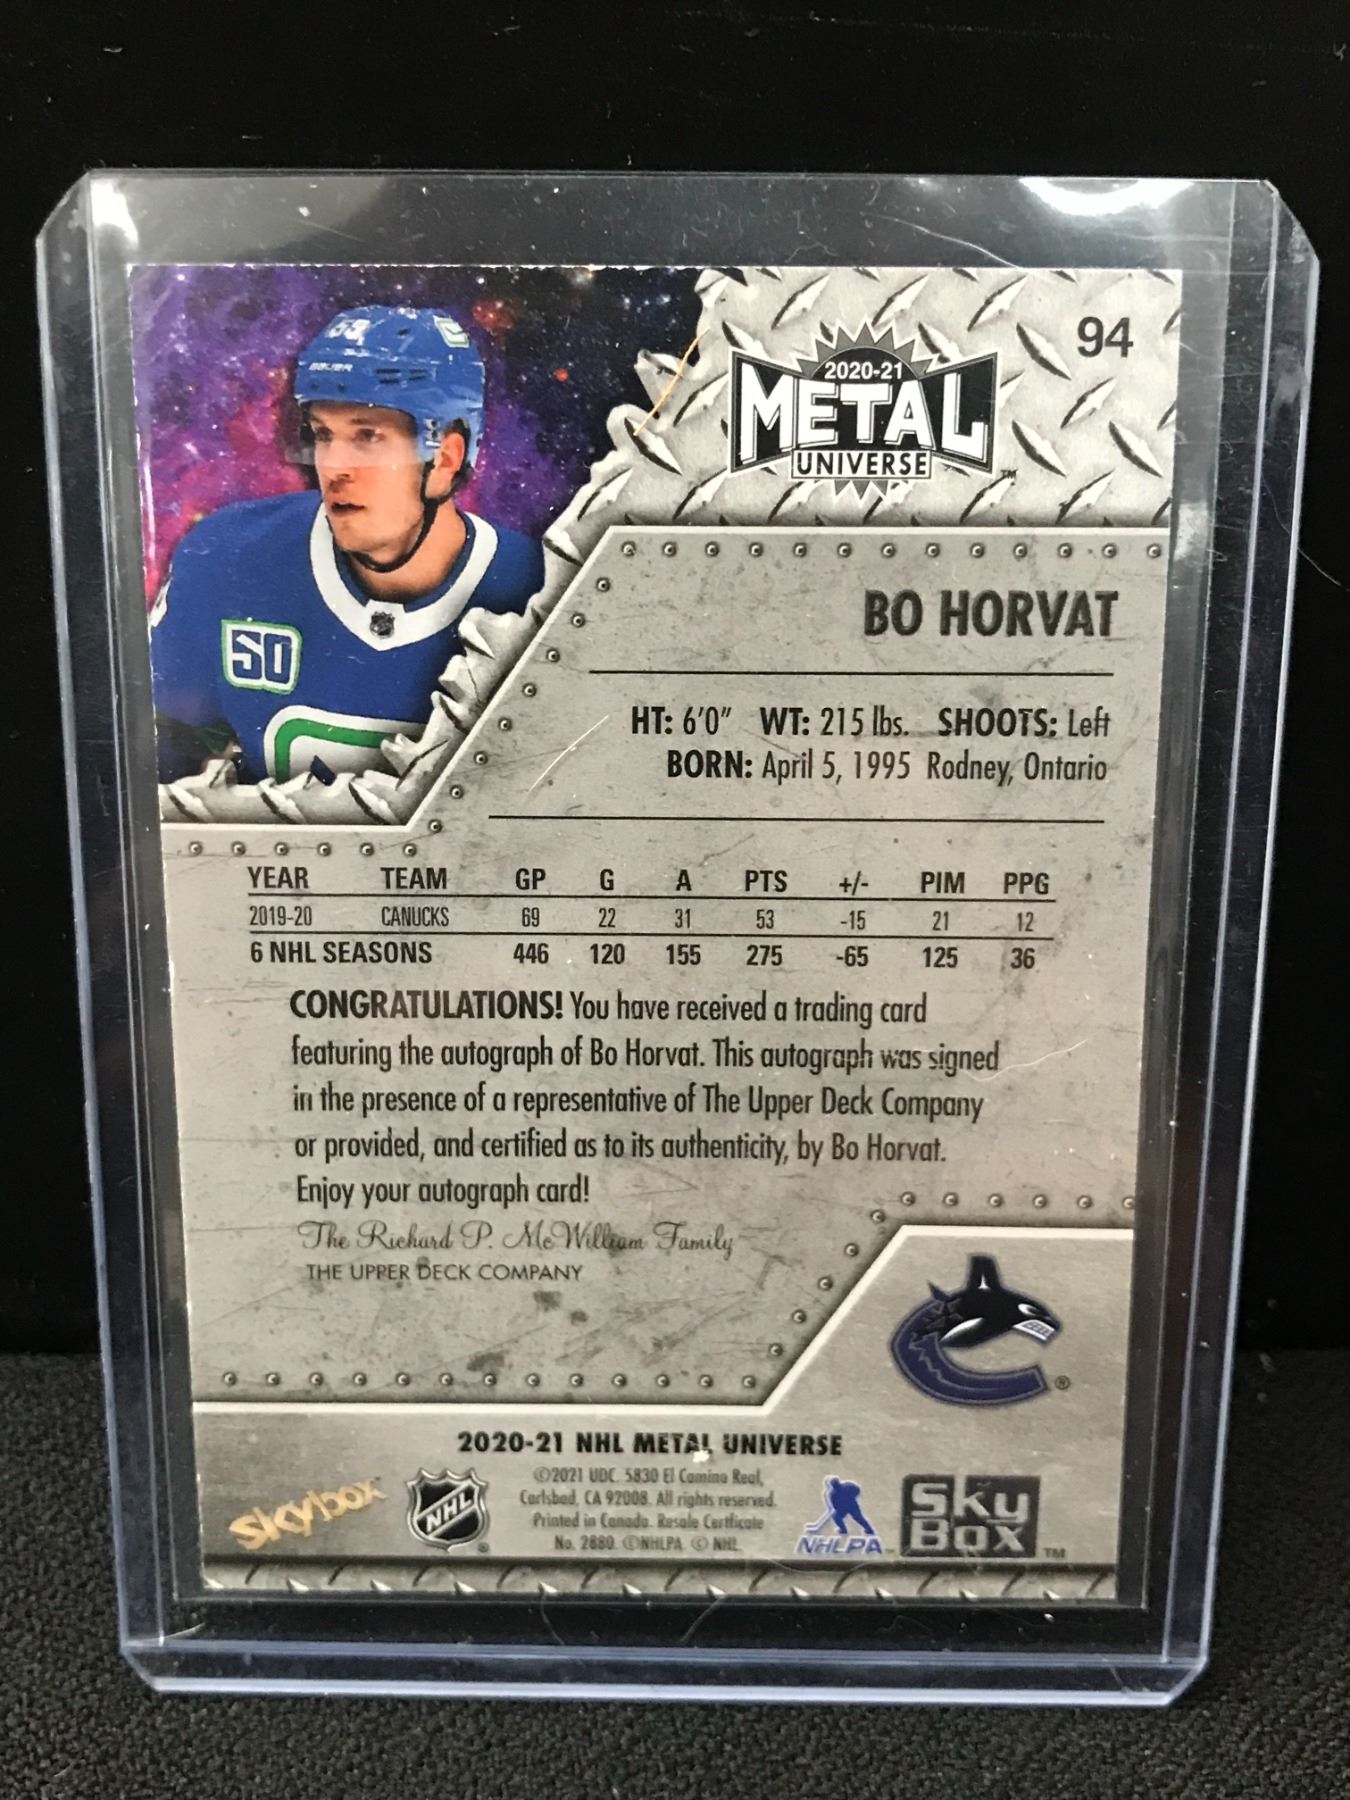 53
BAUER
50
94
2020-21
METAL
UNIVERSE
TM
BO HORVAT
HT: 6'0" WT: 215 lbs. SHOOTS: Left
BORN: April 5, 1995 Rodney, Ontario
YEAR TEAM GP G A PTS +/- PIM PPG
2019-20 CANUCKS 69 22 31 53 -15 21 12
6 NHL SEASONS 446 120 155 275 -65 125 36
CONGRATULATIONS! You have received a trading card
featuring the autograph of Bo Horvat. This autograph was signed
in the presence of a representative of The Upper Deck Company
or provided, and certified as to its authenticity, by Bo Horvat.
Enjoy your autograph card!
The Richard P. McWilliam Family
THE UPPER DECK COMPANY
®
2020-21 NHL METAL UNIVERSE
©2021 UDC. 5830 El Camino Real,
Carlsbad, CA 92008. All rights reserved.
Printed in Canada. Resale Certficate
No. 2880. ©NHLPA. © NHL.
skybox
NHL
NHLPA
SKY
BOX TM